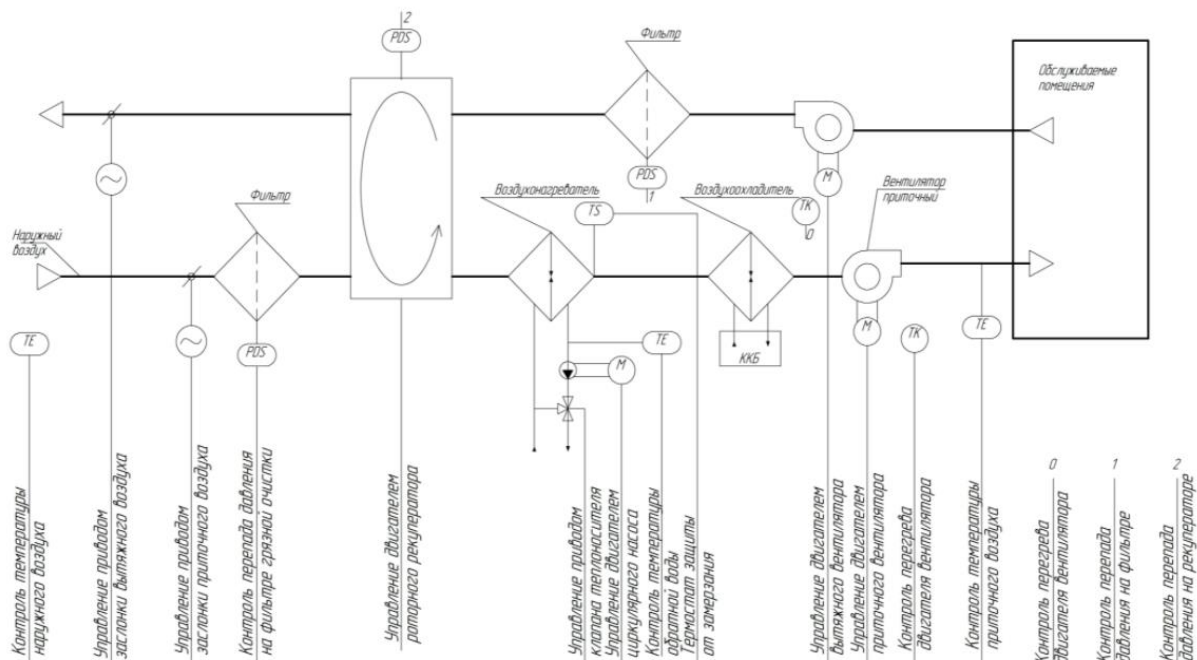 2
PDS
Фильтр
Обслуживаемые
помещения
PDS
1
M
Воздухонагреватель
TS
Воздухоохладитель
TK
0
Вентилятор
приточный
Фильтр
Наружный
воздух
TE
PDS
TE
M
ККБ
M
TK
TE
Контроль температуры
наружного воздуха
Управление приводом
заслонки вытяжного воздуха
Управление приводом
заслонки приточного воздуха
Контроль перепада давления
на фильтре грязной очистки
Управление двигателем
роторного рекуператора
Управление приводом
клапана теплоносителя
Управление двигателем
циркулярного насоса
Контроль температуры
обратной воды
Термостат защиты
от замерзания
Управление двигателем
вытяжного вентилятора
Управление двигателем
приточного вентилятора
Контроль перегрева
двигателя вентилятора
Контроль температуры
приточного воздуха
0
Контроль перегрева
двигателя вентилятора
1
Контроль перепада
давления на фильтре
2
Контроль перепада
давления на рекуператоре